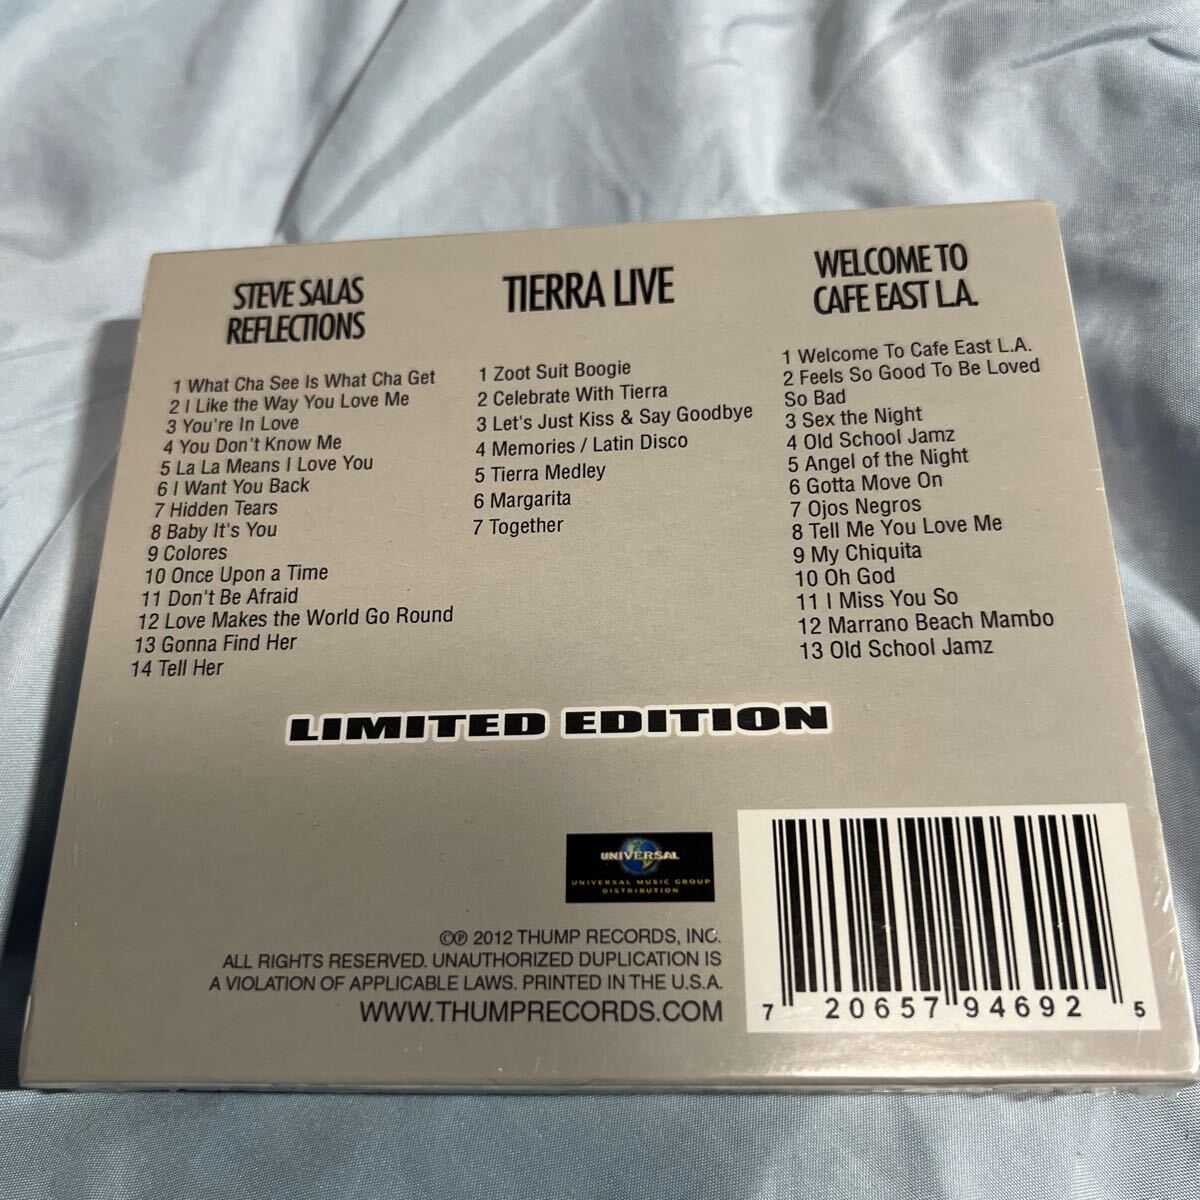 STEVE SALAS
REFLECTIONS
1 What Cha See Is What Cha Get
2 I Like the Way You Love Me
3 You're In Love
4 You Don't Know Me
5 La La Means I Love You
6 I Want You Back
7 Hidden Tears
8 Baby It's You
9 Colores
10 Once Upon a Time
11 Don't Be Afraid
12 Love Makes the World Go Round
13 Gonna Find Her
14 Tell Her
TIERRA LIVE
1 Zoot Suit Boogie
2 Celebrate With Tierra
3 Let's Just Kiss & Say Goodbye
4 Memories / Latin Disco
5 Tierra Medley
6 Margarita
7 Together
WELCOME TO
CAFE EAST L.A.
1 Welcome To Cafe East L.A.
2 Feels So Good To Be Loved
So Bad
3 Sex the Night
4 Old School Jamz
5 Angel of the Night
6 Gotta Move On
7 Ojos Negros
8 Tell Me You Love Me
9 My Chiquita
10 Oh God
11 I Miss You So
12 Marrano Beach Mambo
13 Old School Jamz
LIMITED EDITION
UNIVERSAL
UNIVERSAL MUSIC GROUP
DISTRIBUTION
©℗ 2012 THUMP RECORDS, INC.
ALL RIGHTS RESERVED. UNAUTHORIZED DUPLICATION IS
A VIOLATION OF APPLICABLE LAWS. PRINTED IN THE U.S.A.
WWW.THUMPRECORDS.COM
7 20657 94692 5